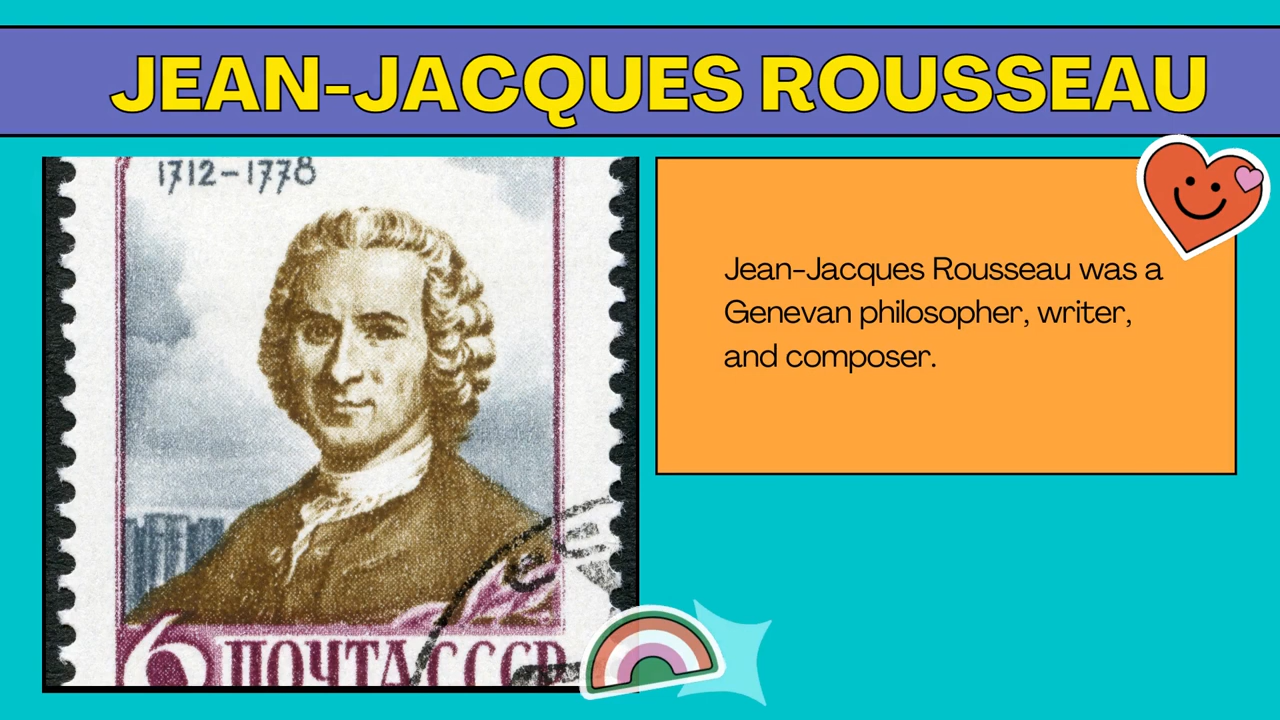 JEAN-JACQUES ROUSSEAU
1712-1778
6 ПОЧТА СССР
Jean-Jacques Rousseau was a
Genevan philosopher, writer,
and composer.